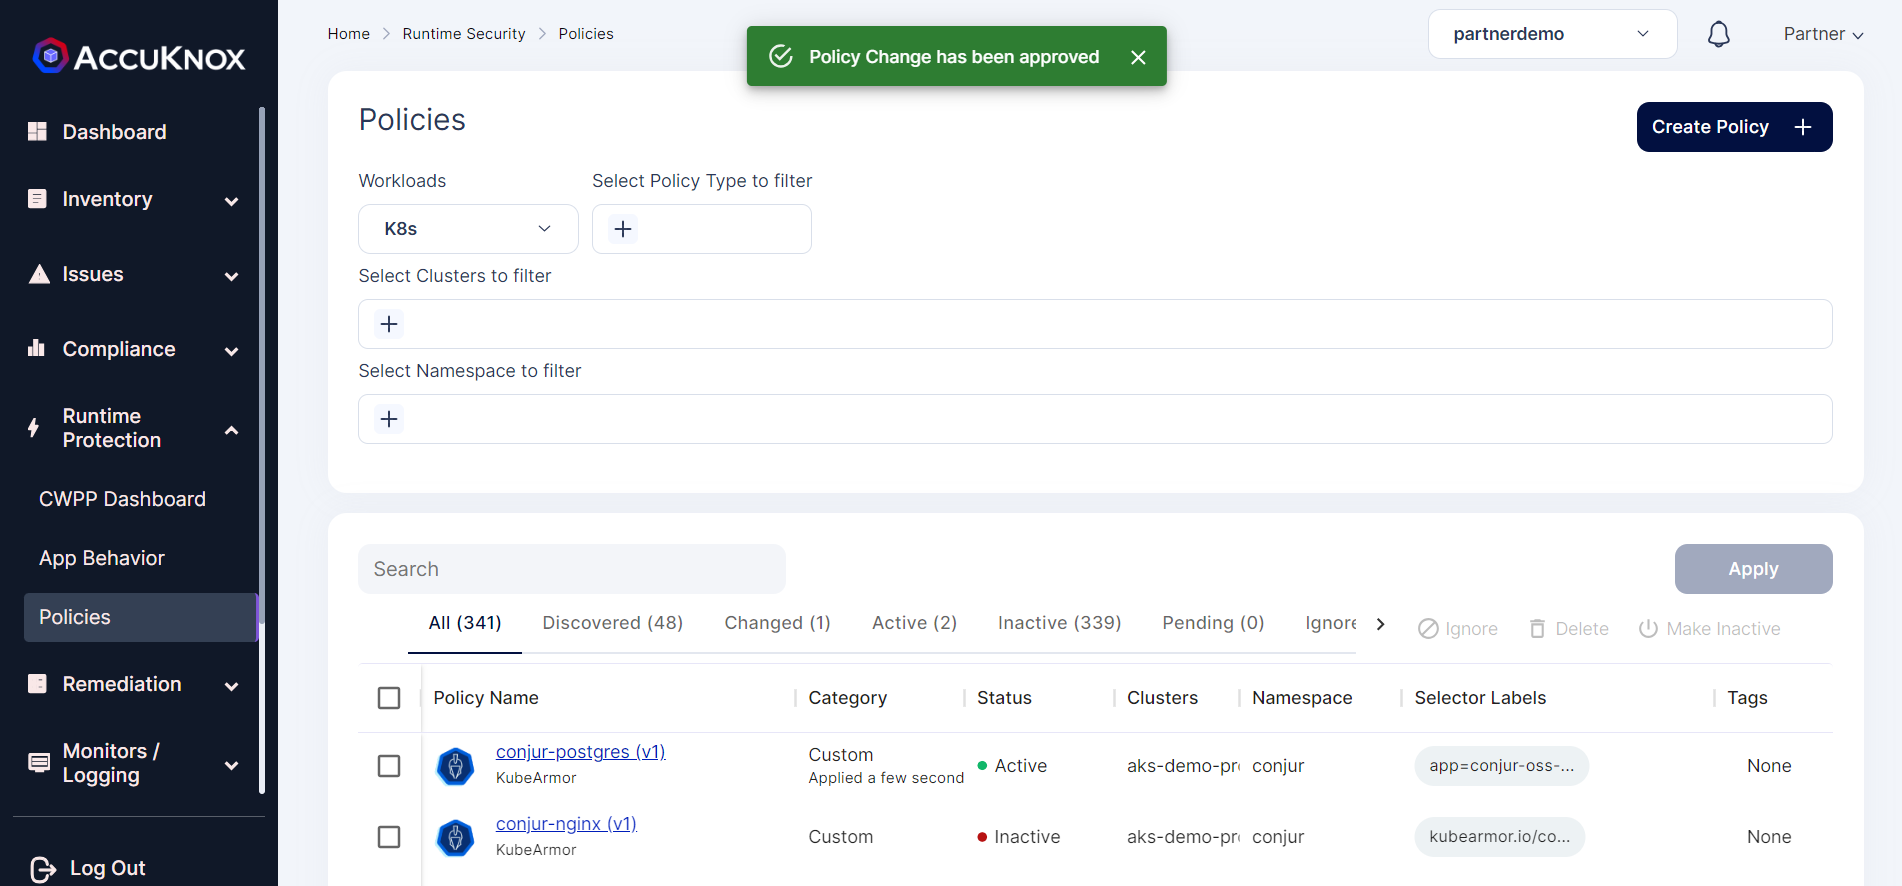 ACCUKNOX
Dashboard
Inventory
Issues
Compliance
Runtime
Protection
CWPP Dashboard
App Behavior
Policies
Remediation
Monitors /
Logging
Log Out
Home > Runtime Security > Policies
Policy Change has been approved
partnerdemo
Partner
Policies
Create Policy +
Workloads
Select Policy Type to filter
K8s
Select Clusters to filter
Select Namespace to filter
Search
Apply
All (341) Discovered (48) Changed (1) Active (2) Inactive (339) Pending (0) Ignore
Ignore Delete Make Inactive
Policy Name Category Status Clusters Namespace Selector Labels Tags
conjur-postgres (v1)
KubeArmor
Custom
Applied a few second
Active
aks-demo-pr
conjur
app=conjur-oss-...
None
conjur-nginx (v1)
KubeArmor
Custom
Inactive
aks-demo-pr
conjur
kubearmor.io/co...
None